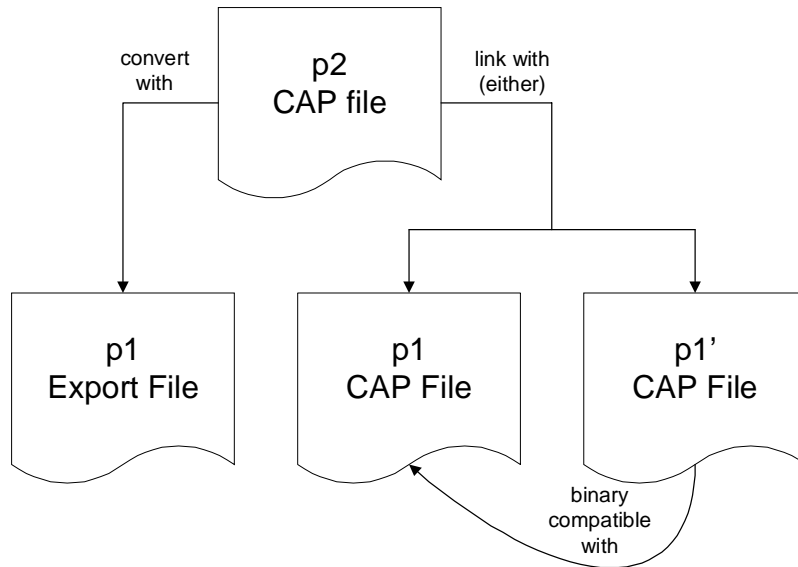 convert
with
p2
CAP file
link with
(either)
p1
Export File
p1
CAP File
p1’
CAP File
binary
compatible
with